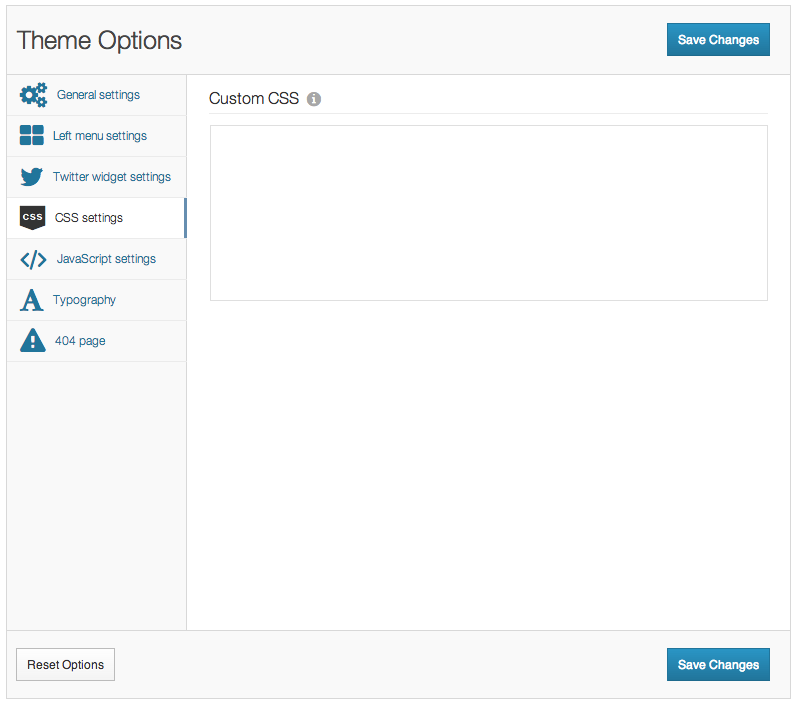 Theme Options
Save Changes
General settings
Left menu settings
Twitter widget settings
CSS
CSS settings
JavaScript settings
Typography
404 page
Custom CSS
Reset Options
Save Changes